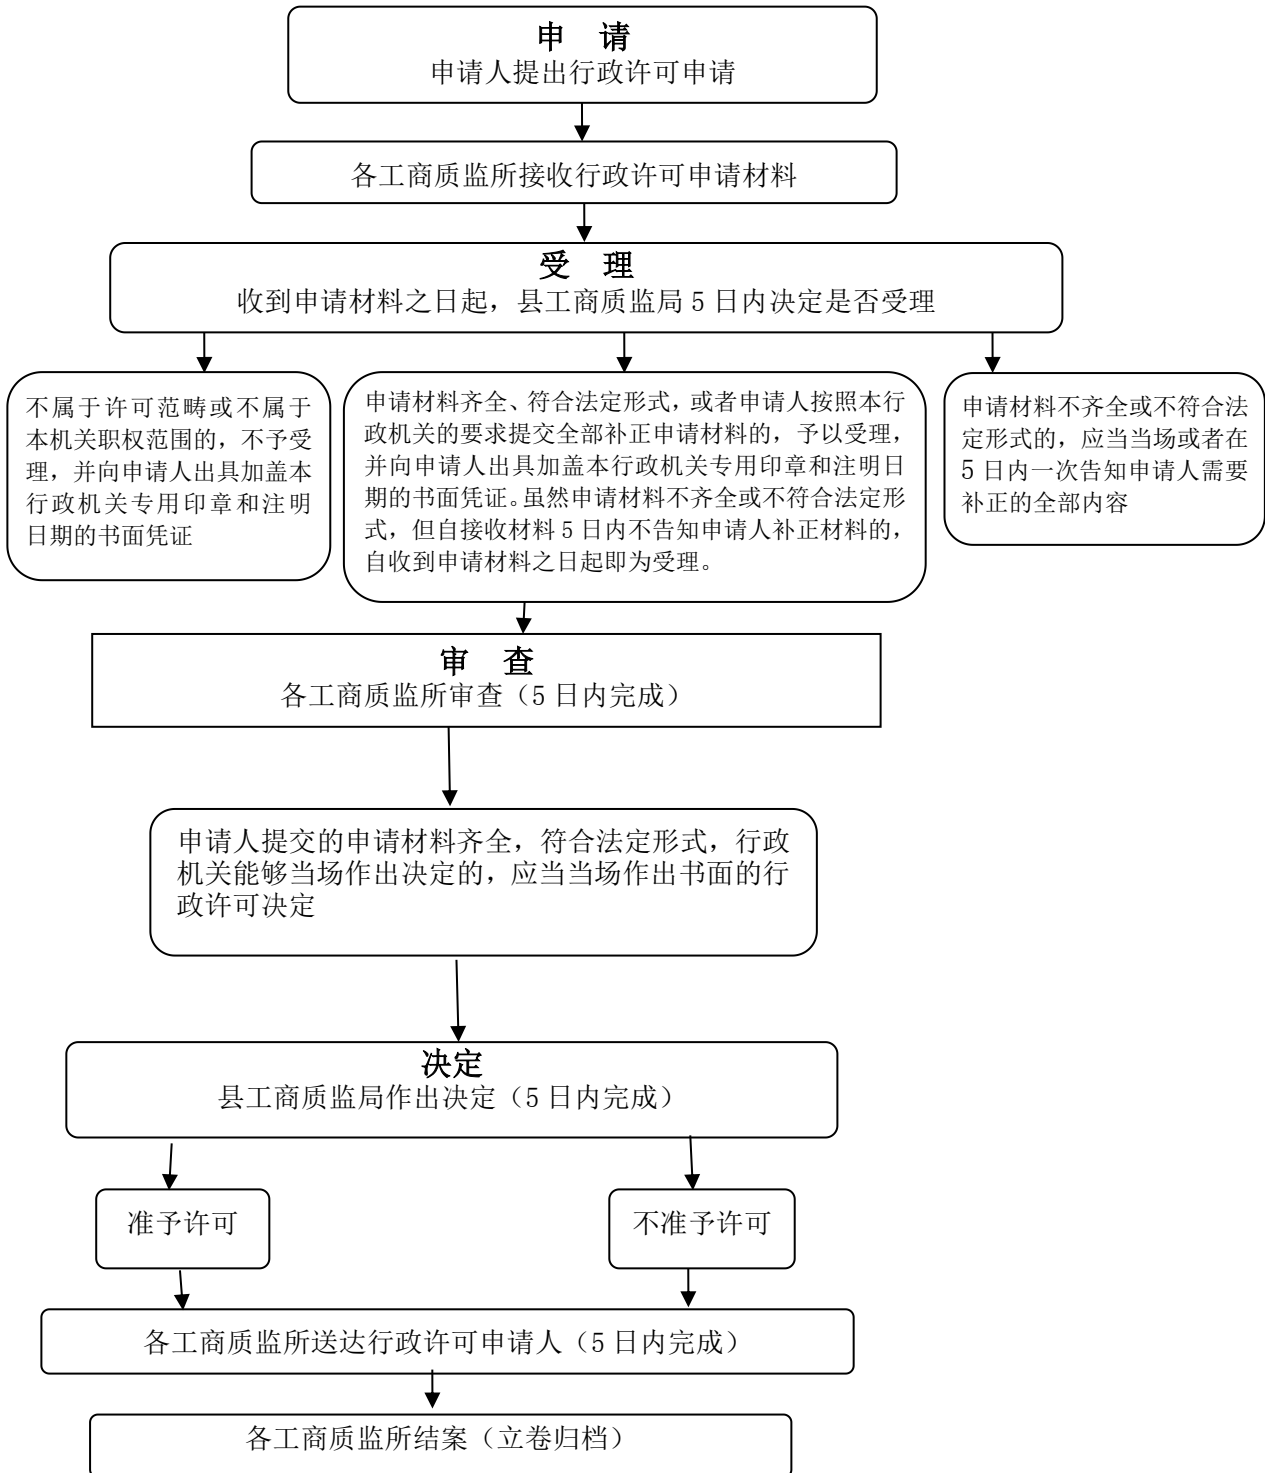 申 请
申请人提出行政许可申请
各工商质监所接收行政许可申请材料
受 理
收到申请材料之日起，县工商质监局 5 日内决定是否受理
不属于许可范畴或不属于
本机关职权范围的，不予受
理，并向申请人出具加盖本
行政机关专用印章和注明
日期的书面凭证
申请材料齐全、符合法定形式，或者申请人按照本行
政机关的要求提交全部补正申请材料的，予以受理，
并向申请人出具加盖本行政机关专用印章和注明日
期的书面凭证。虽然申请材料不齐全或不符合法定形
式，但自接收材料 5 日内不告知申请人补正材料的，
自收到申请材料之日起即为受理。
申请材料不齐全或不符合法
定形式的，应当当场或者在
5 日内一次告知申请人需要
补正的全部内容
审 查
各工商质监所审查（5 日内完成）
申请人提交的申请材料齐全，符合法定形式，行政
机关能够当场作出决定的，应当当场作出书面的行
政许可决定
决定
县工商质监局作出决定（5 日内完成）
准予许可
不准予许可
各工商质监所送达行政许可申请人（5 日内完成）
各工商质监所结案（立卷归档）